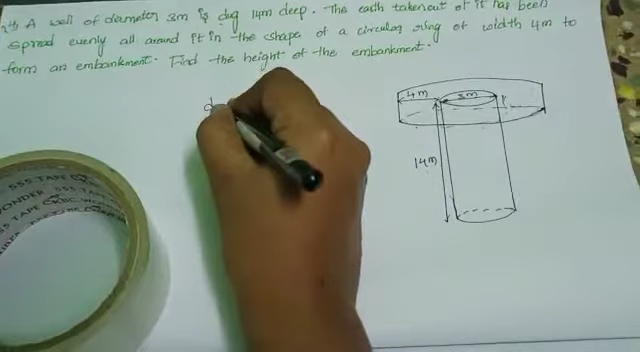 A well of diameter 3m is dug 14m deep. The earth taken out of it has been
spread evenly all around it in the shape of a circular ring of width 4m to
form an embankment. Find the height of the embankment.
4m 3m
14m
d
555 TAPE